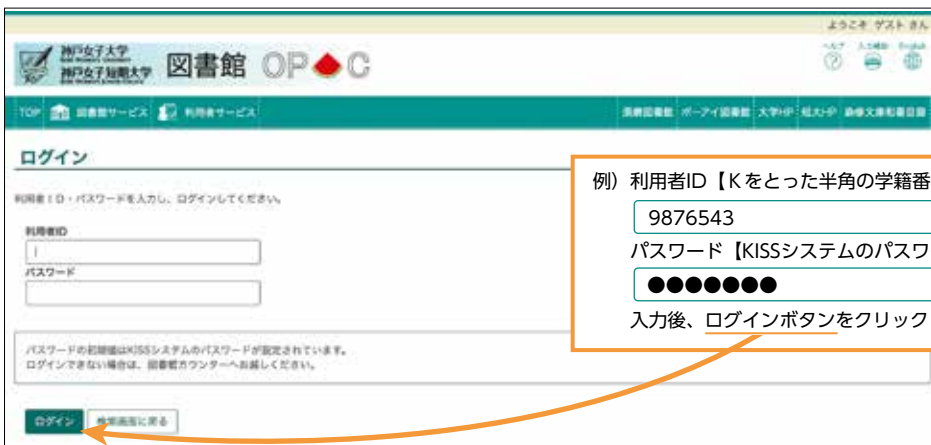 ようこそ ゲスト さん
神戸女子大学
神戸女子短期大学
図書館 OP C
ヘルプ 入力補助 English
TOP 図書館サービス 利用者サービス
須磨図書館 ポーアイ図書館 大学HP 短大HP
ログイン
利用者ID・パスワードを入力し、ログインしてください。
利用者ID
パスワード
例）利用者ID【Kをとった半角の学籍番
9876543
パスワード【KISSシステムのパスワ
●●●●●●●
入力後、ログインボタンをクリック
パスワードの初期値はKISSシステムのパスワードが設定されています。
ログインできない場合は、図書館カウンターへお越しください。
ログイン 検索画面に戻る